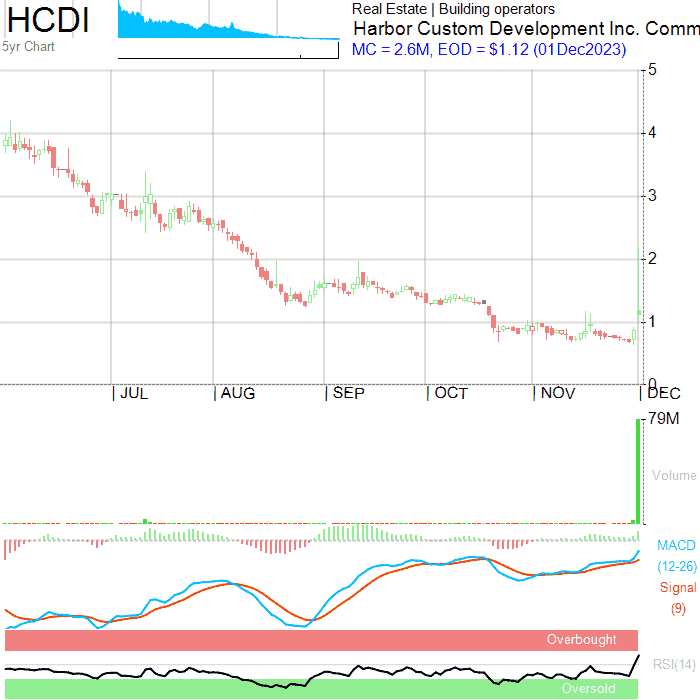 HCDI
5yr Chart
Real Estate | Building operators
Harbor Custom Development Inc. Comm
MC = 2.6M, EOD = $1.12 (01Dec2023)
5
4
3
2
1
0
JUL
AUG
SEP
OCT
NOV
DEC
79M
Volume
MACD
(12-26)
Signal
(9)
Overbought
RSI(14)
Oversold